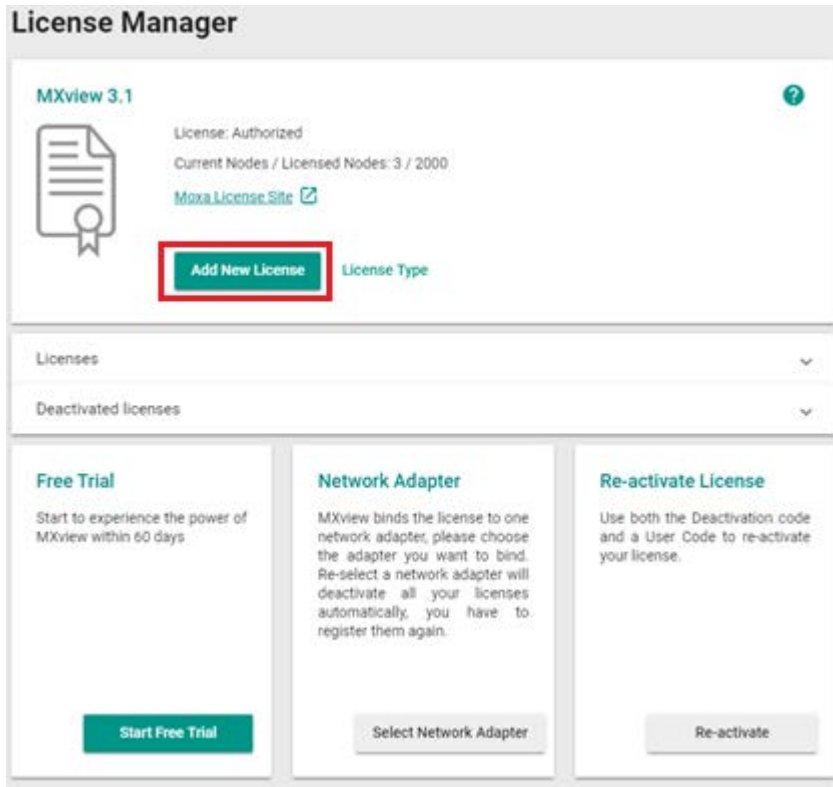 License Manager
MXview 3.1
License: Authorized
Current Nodes / Licensed Nodes: 3 / 2000
Moxa License Site
Add New License
License Type
Licenses
Deactivated licenses
Free Trial
Start to experience the power of
MXview within 60 days
Start Free Trial
Network Adapter
MXview binds the license to one
network adapter, please choose
the adapter you want to bind.
Re-select a network adapter will
deactivate all your licenses
automatically, you have to
register them again.
Select Network Adapter
Re-activate License
Use both the Deactivation code
and a User Code to re-activate
your license.
Re-activate